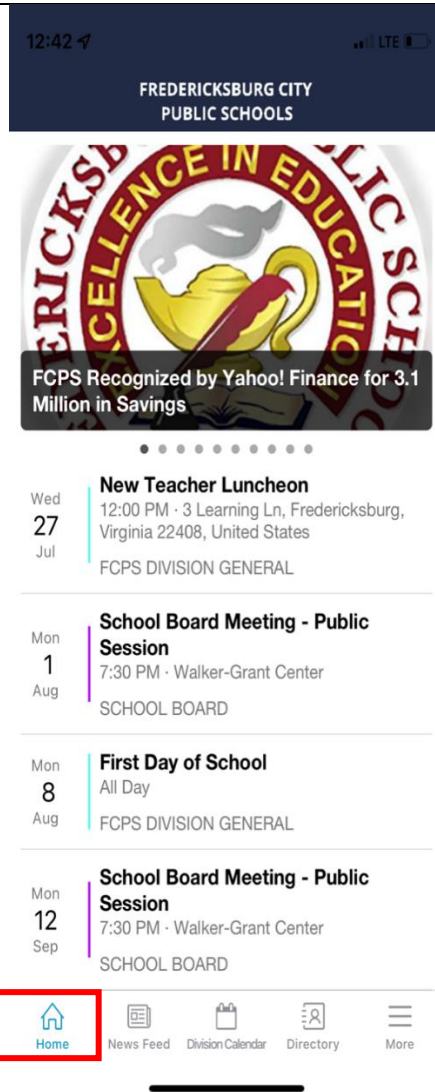 12:42
LTE
FREDERICKSBURG CITY
PUBLIC SCHOOLS
EXCELLENCE IN EDUCATION
FCPS Recognized by Yahoo! Finance for 3.1
Million in Savings
Wed
27
Jul
New Teacher Luncheon
12:00 PM · 3 Learning Ln, Fredericksburg,
Virginia 22408, United States
FCPS DIVISION GENERAL
Mon
1
Aug
School Board Meeting - Public
Session
7:30 PM · Walker-Grant Center
SCHOOL BOARD
Mon
8
Aug
First Day of School
All Day
FCPS DIVISION GENERAL
Mon
12
Sep
School Board Meeting - Public
Session
7:30 PM · Walker-Grant Center
SCHOOL BOARD
Home
News Feed
Division Calendar
Directory
More